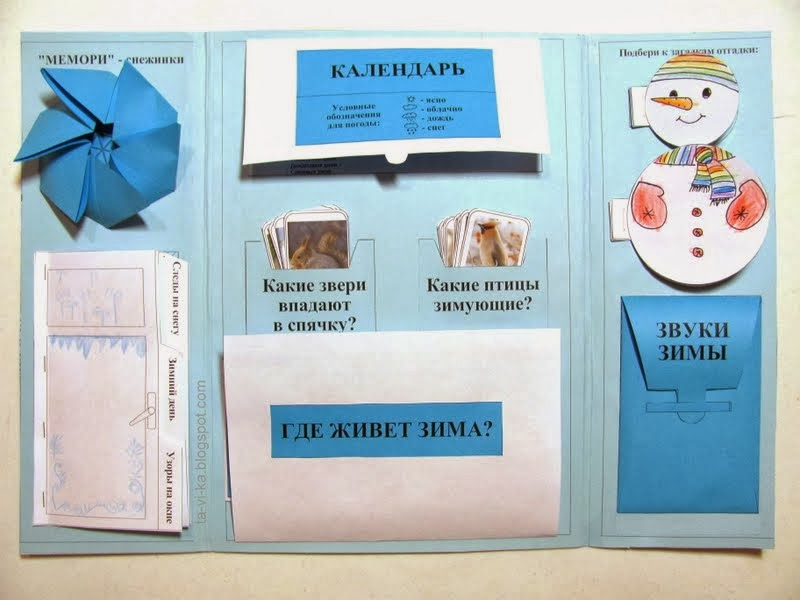 "МЕМОРИ" - снежинки
КАЛЕНДАРЬ
Условные
обозначения
для погоды:
- ясно
- облачно
- дождь
- снег
Подбери к загадкам отгадки:
Какие звери
впадают
в спячку?
Какие птицы
зимующие?
Следы на снегу
Зимний день
Узоры на окне
ГДЕ ЖИВЕТ ЗИМА?
ЗВУКИ
ЗИМЫ
ta-vi-ka.blogspot.com